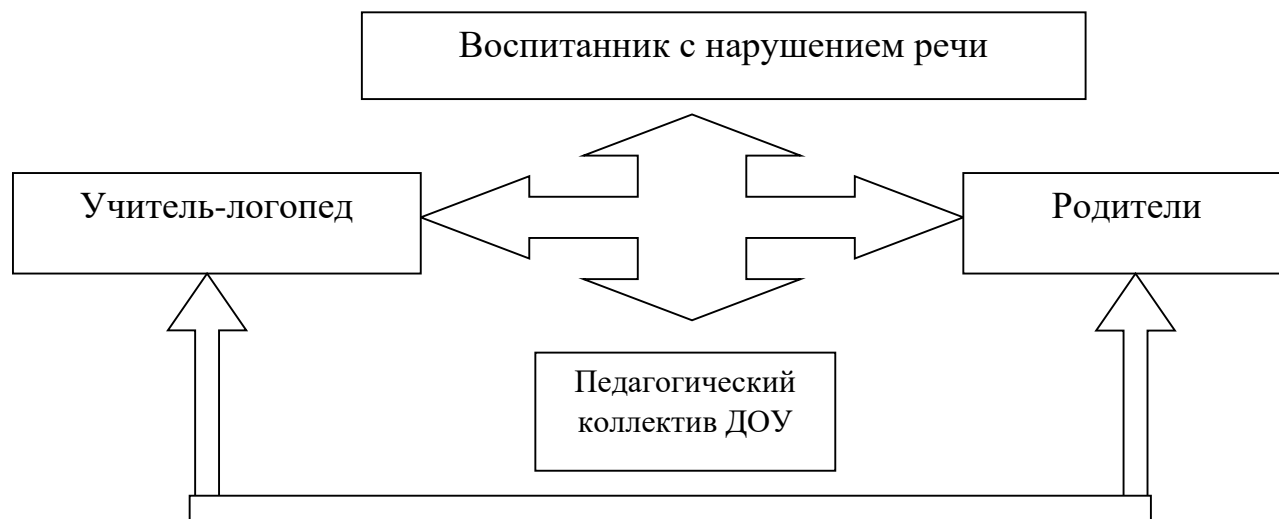 Воспитанник с нарушением речи
Учитель-логопед
Родители
Педагогический
коллектив ДОУ